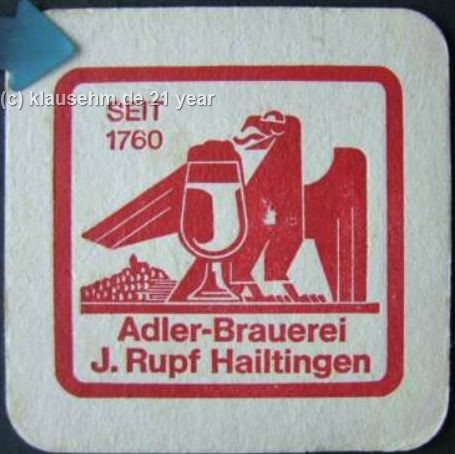 (c) klausehm.de 21 year
SEIT
1760
Adler-Brauerei
J. Rupf Hailtingen